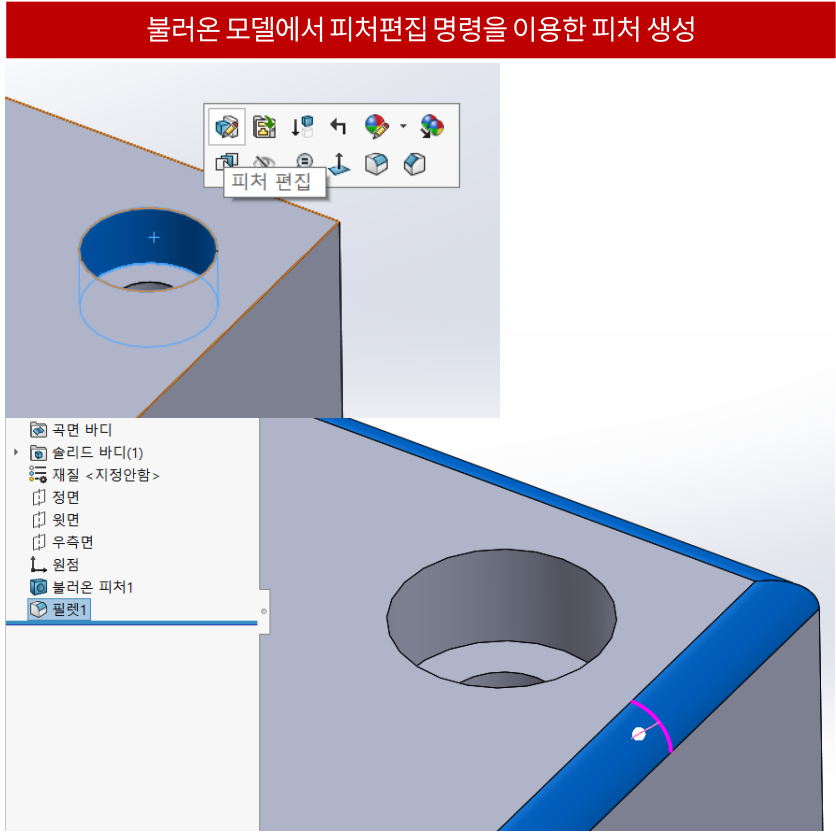 불러온 모델에서 피처편집 명령을 이용한 피처 생성
피처 편집
곡면 바디
솔리드 바디(1)
재질 <지정안함>
정면
윗면
우측면
원점
불러온 피처1
필렛1